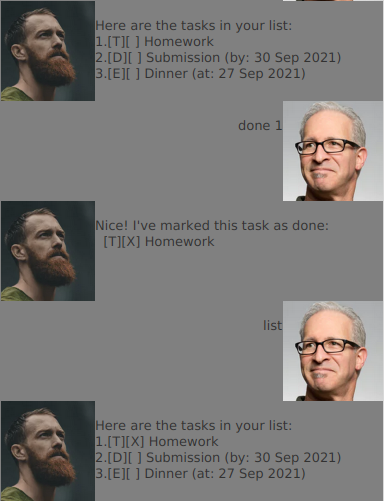 Here are the tasks in your list:
1.[T][ ] Homework
2.[D][ ] Submission (by: 30 Sep 2021)
3.[E][ ] Dinner (at: 27 Sep 2021)
done 1
Nice! I've marked this task as done:
[T][X] Homework
list
Here are the tasks in your list:
1.[T][X] Homework
2.[D][ ] Submission (by: 30 Sep 2021)
3.[E][ ] Dinner (at: 27 Sep 2021)